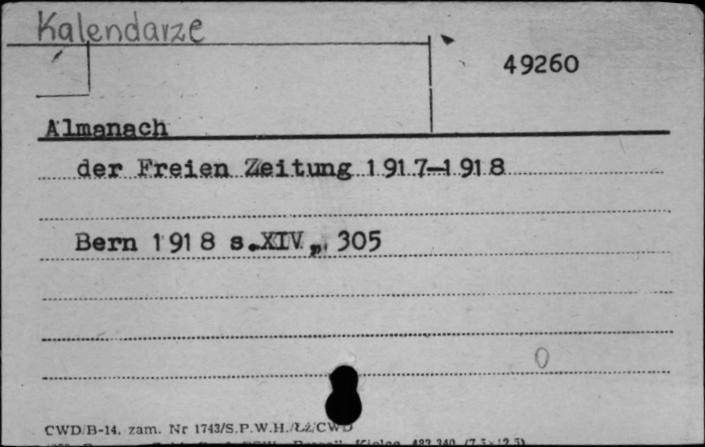 Kalendarze
49260
Almanach
der Freien Zeitung 1917-1918
Bern 1918 s.XIV,, 305
0
CWD/B-14. zam. Nr 1743/S.P.W.H./Łź/CWD